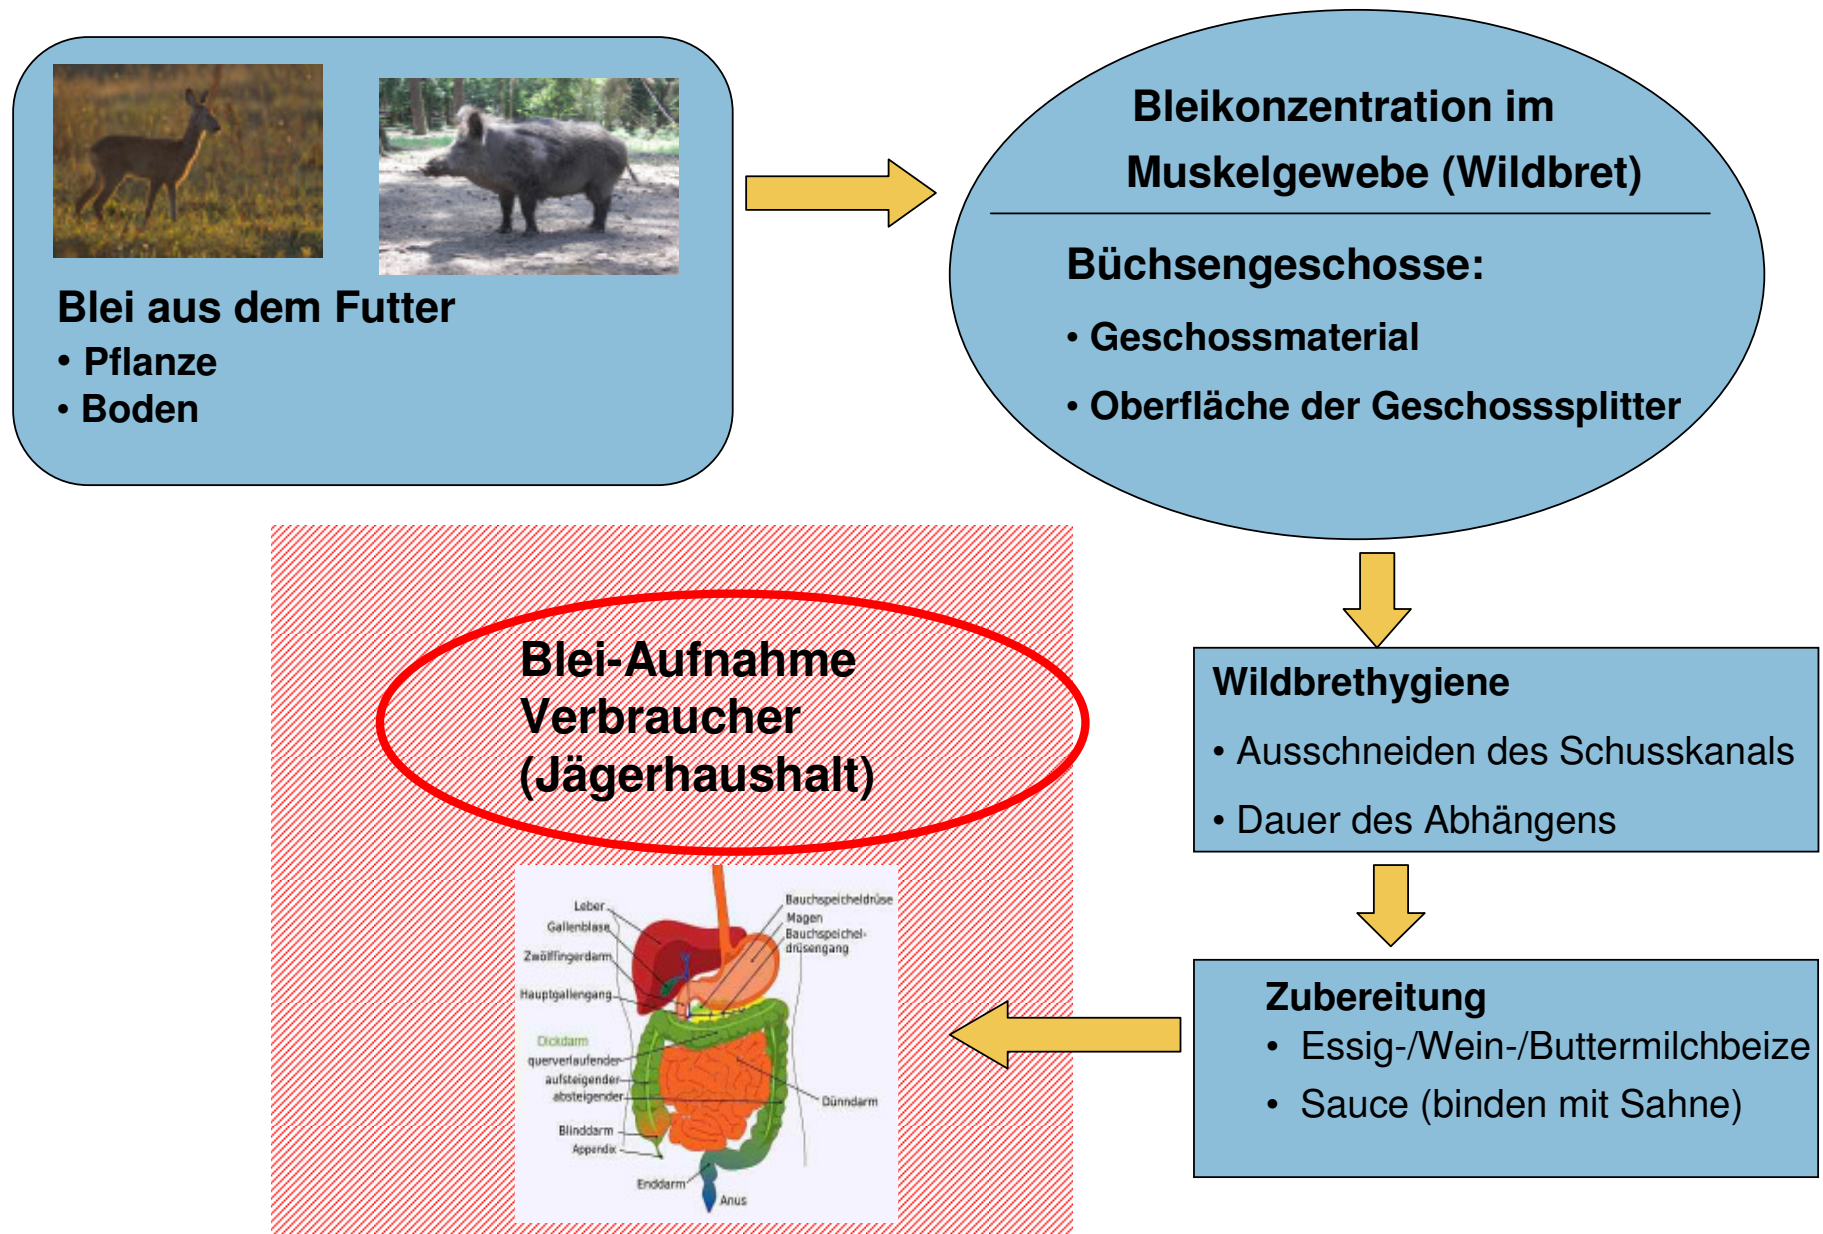 Blei aus dem Futter
• Pflanze
• Boden
Bleikonzentration im
Muskelgewebe (Wildbret)
Büchsengeschosse:
• Geschossmaterial
• Oberfläche der Geschosssplitter
Wildbrethygiene
• Ausschneiden des Schusskanals
• Dauer des Abhängens
Zubereitung
• Essig-/Wein-/Buttermilchbeize
• Sauce (binden mit Sahne)
Blei-Aufnahme
Verbraucher
(Jägerhaushalt)
Leber
Gallenblase
Zwölffingerdarm
Hauptgallengang
Dickdarm
querverlaufender
aufsteigender
absteigender
Blinddarm
Appendix
Enddarm
Bauchspeicheldrüse
Magen
Bauchspeichel-
drüsengang
Dünndarm
Anus